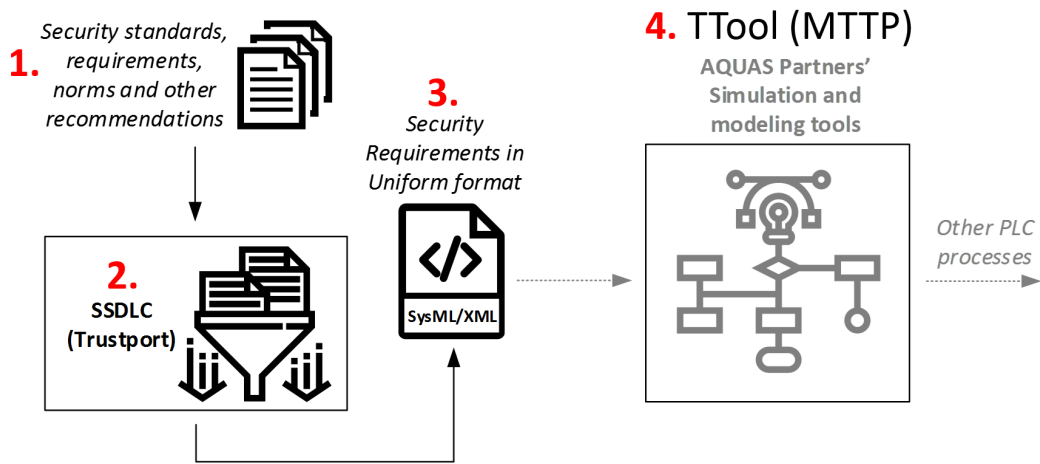 1.
Security standards,
requirements,
norms and other
recommendations
2.
SSDLC
(Trustport)
3.
Security
Requirements in
Uniform format
</>
SysML/XML
4. TTool (MTTP)
AQUAS Partners’
Simulation and
modeling tools
Other PLC
processes